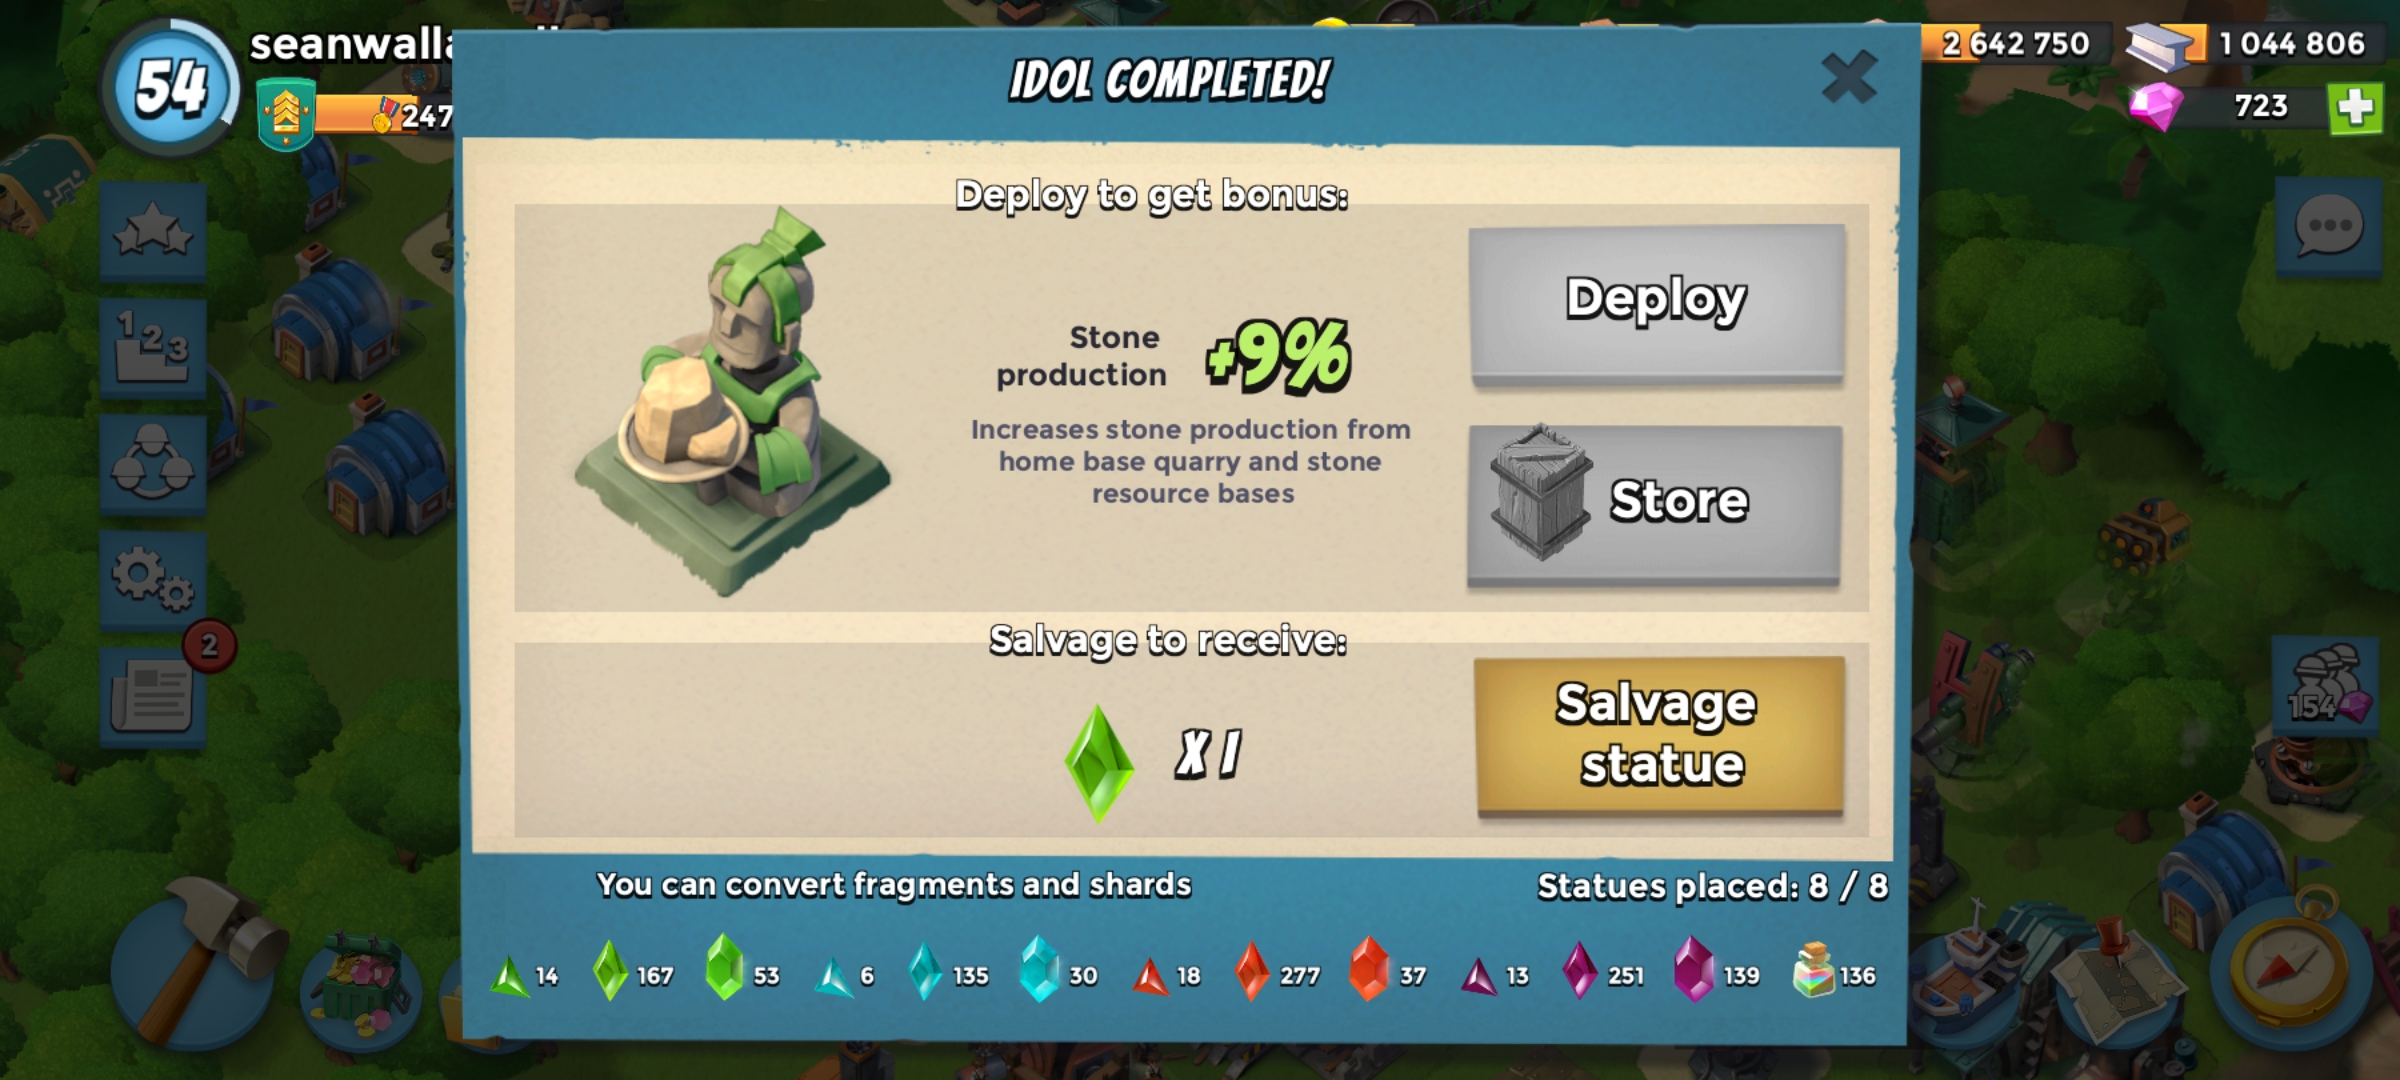 54
247
IDOL COMPLETED!
2 642 750
1 044 806
723
Deploy to get bonus:
Deploy
Stone
production
+9%
Increases stone production from
home base quarry and stone
resource bases
Store
1 2 3
2
Salvage to receive:
X 1
Salvage
statue
154
You can convert fragments and shards
Statues placed: 8 / 8
14 167 53 6 135 30 18 277 37 13 251 139 136